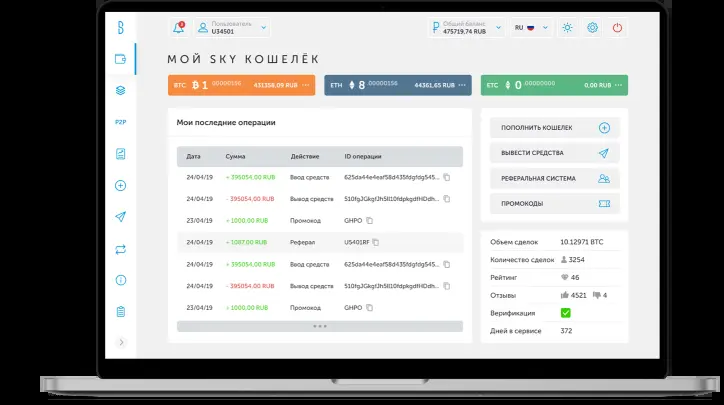 2
Пользователь
U34501
Общий баланс
475719,74 RUB
RU
МОЙ SKY КОШЕЛЁК
BTC 1 .00000156 431358,09 RUB
ETH 8 .00000156 44361,65 RUB
ETC 0 .00000000 0,00 RUB
P2P
Мои последние операции
Дата Сумма Действие ID операции
24/04/19 + 395054,00 RUB Ввод средств
24/04/19 - 395054,00 RUB Вывод средств
23/04/19 + 1000,00 RUB Промокод GHPO
24/04/19 + 1087,00 RUB Реферал U5401RF
24/04/19 + 395054,00 RUB Ввод средств
24/04/19 - 395054,00 RUB Вывод средств
23/04/19 + 1000,00 RUB Промокод GHPO
ПОПОЛНИТЬ КОШЕЛЕК
ВЫВЕСТИ СРЕДСТВА
РЕФЕРАЛЬНАЯ СИСТЕМА
ПРОМОКОДЫ
Объем сделок 10.12971 BTC
Количество сделок 3254
Рейтинг 46
Отзывы 4521 4
Верификация
Дней в сервисе 372